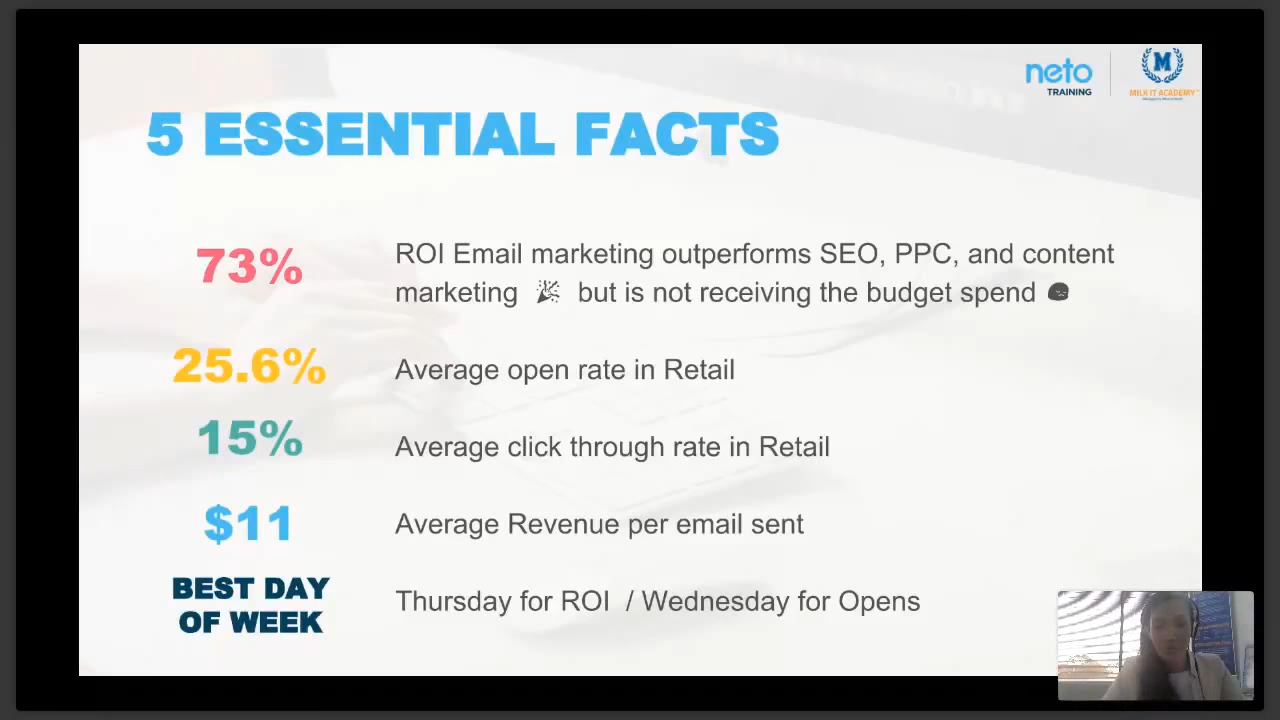 neto
TRAINING
M
MILK IT ACADEMY
5 ESSENTIAL FACTS
73%
ROI Email marketing outperforms SEO, PPC, and content
marketing 🎉 but is not receiving the budget spend 😞
25.6%
Average open rate in Retail
15%
Average click through rate in Retail
$11
Average Revenue per email sent
BEST DAY
OF WEEK
Thursday for ROI / Wednesday for Opens